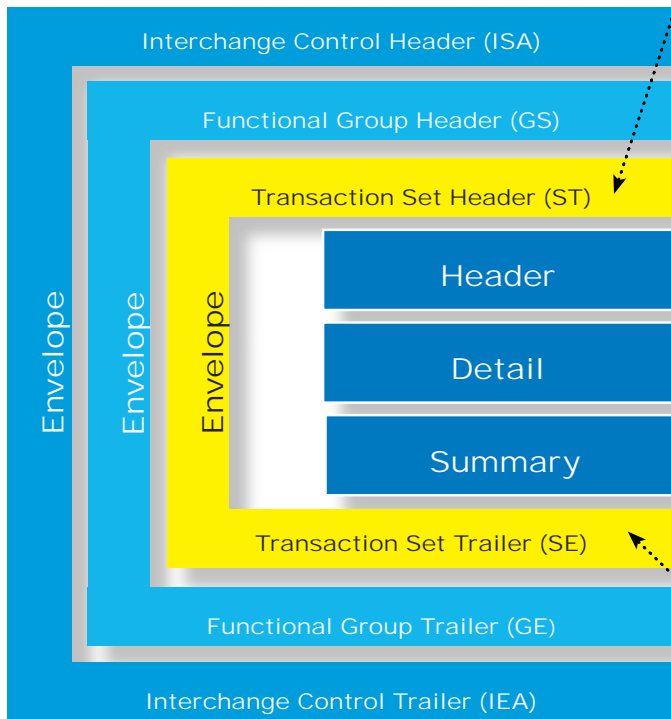 Interchange Control Header (ISA)
Functional Group Header (GS)
Transaction Set Header (ST)
Envelope
Envelope
Envelope
Header
Detail
Summary
Transaction Set Trailer (SE)
Functional Group Trailer (GE)
Interchange Control Trailer (IEA)